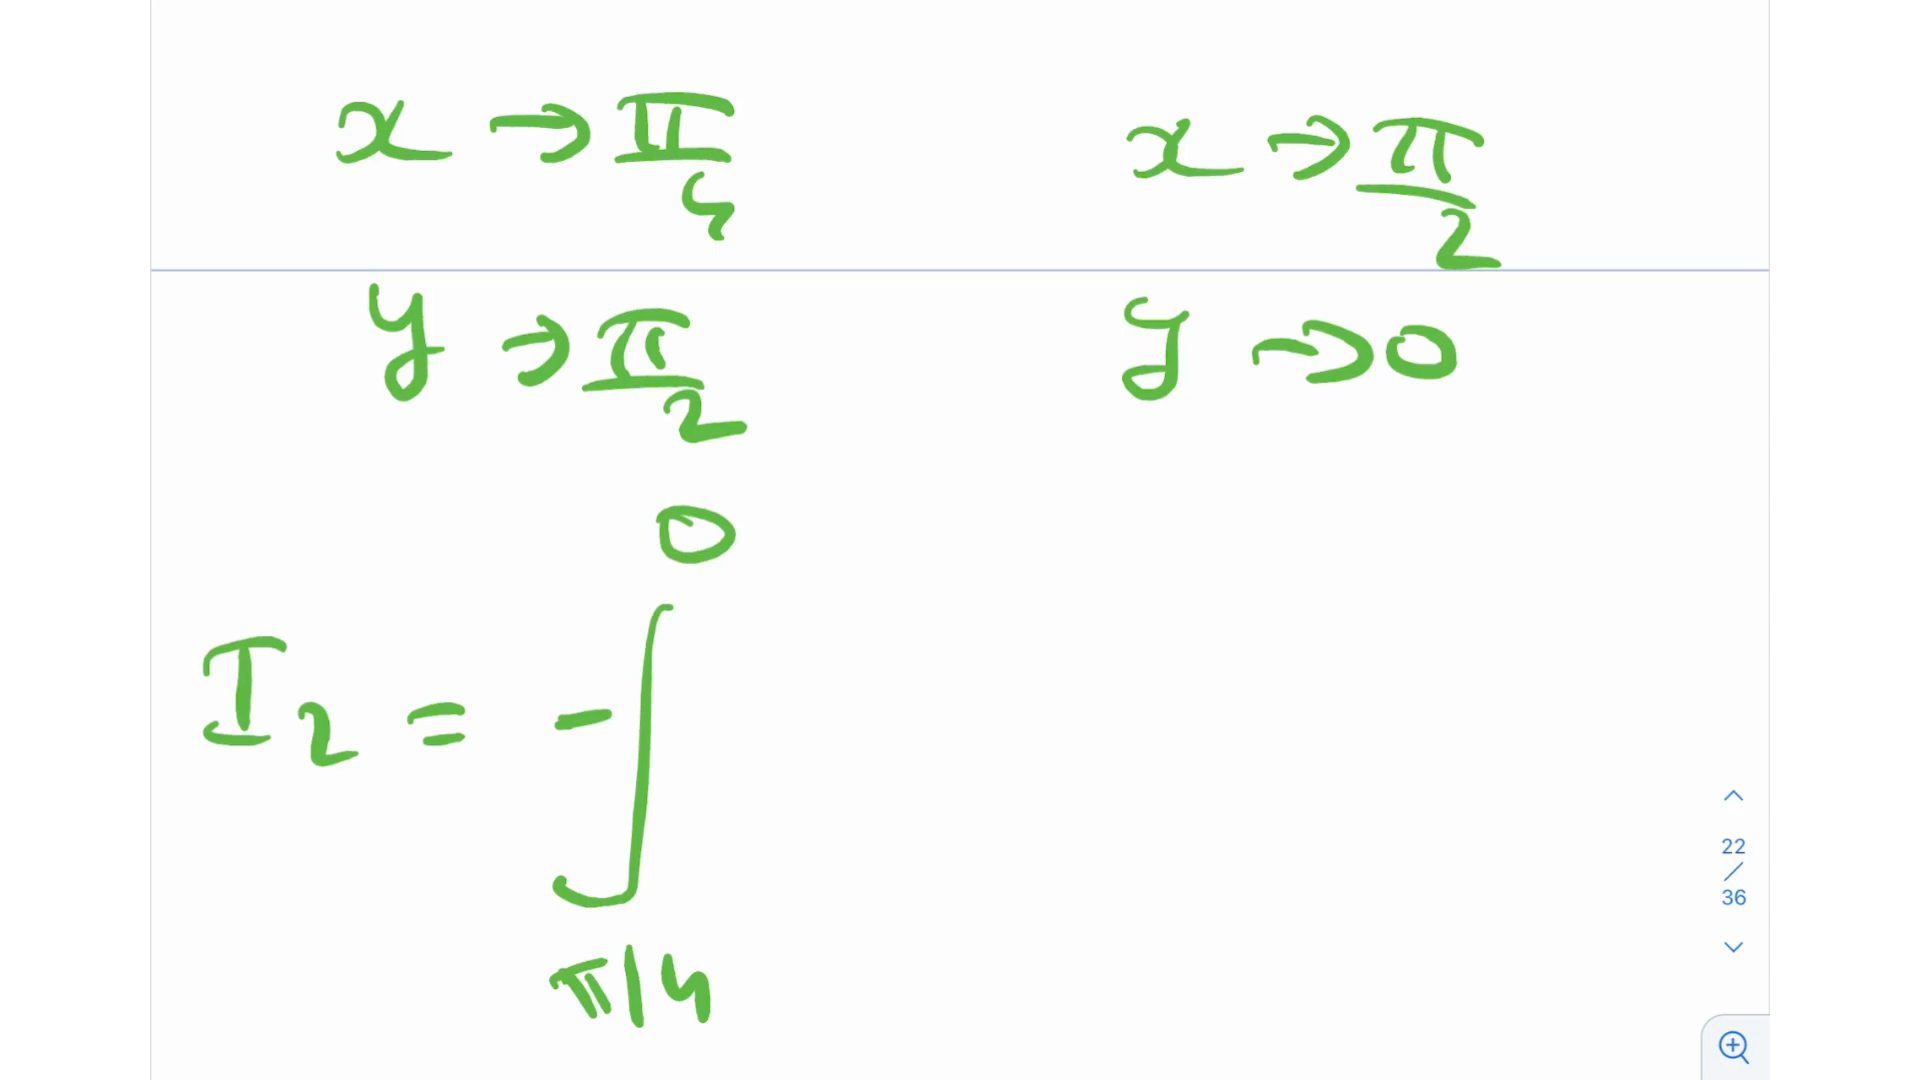 x → π/4
x → π/2
y → π/2
y → 0
0
I₂ = - ∫
π/4
22
/
36